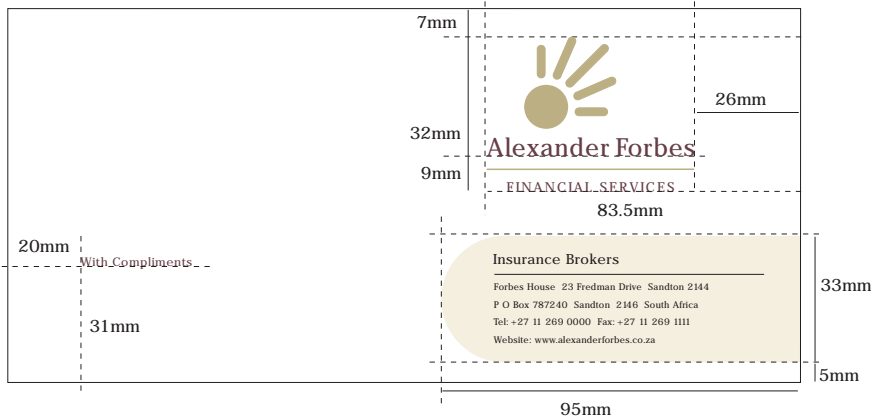 7mm
26mm
32mm
Alexander Forbes
9mm
FINANCIAL SERVICES
83.5mm
20mm
With Compliments
Insurance Brokers
33mm
Forbes House 23 Fredman Drive Sandton 2144
P O Box 787240 Sandton 2146 South Africa
31mm
Tel: +27 11 269 0000 Fax: +27 11 269 1111
Website: www.alexanderforbes.co.za
5mm
95mm